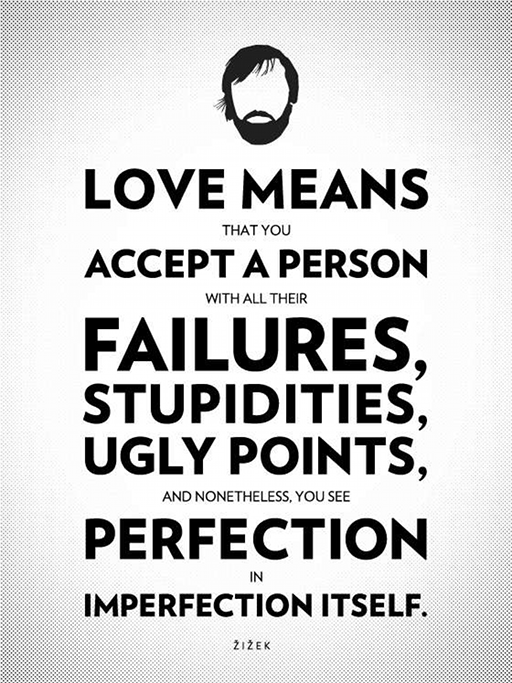 LOVE MEANS
THAT YOU
ACCEPT A PERSON
WITH ALL THEIR
FAILURES,
STUPIDITIES,
UGLY POINTS,
AND NONETHELESS, YOU SEE
PERFECTION
IN
IMPERFECTION ITSELF.
ŽIŽEK